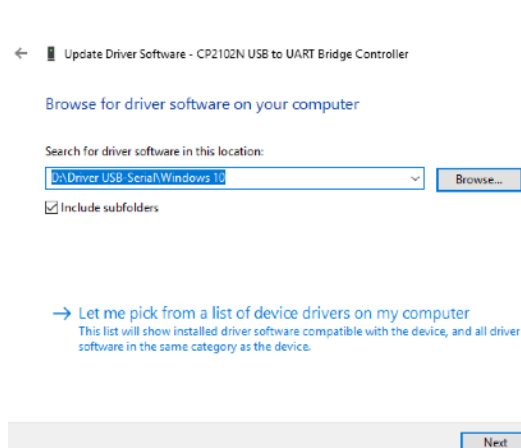 Update Driver Software - CP2102N USB to UART Bridge Controller
Browse for driver software on your computer
Search for driver software in this location:
D:\Driver USB-Serial\Windows 10
Browse...
Include subfolders
Let me pick from a list of device drivers on my computer
This list will show installed driver software compatible with the device, and all driver
software in the same category as the device.
Next